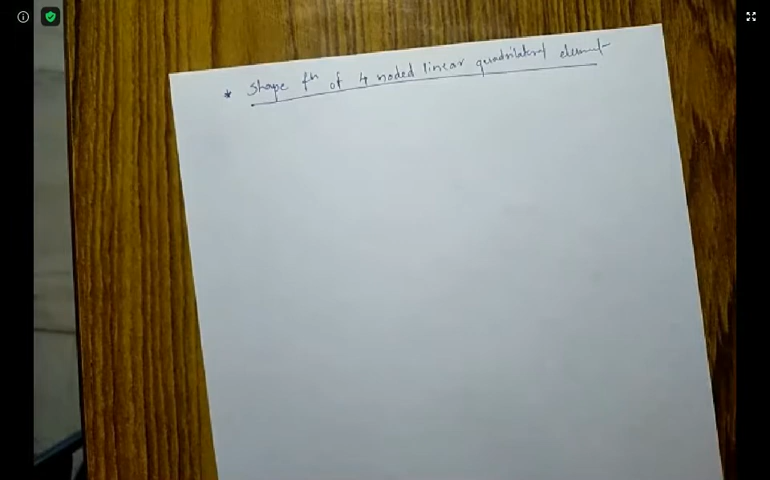 * Shape fn of 4 noded linear quadrilateral element